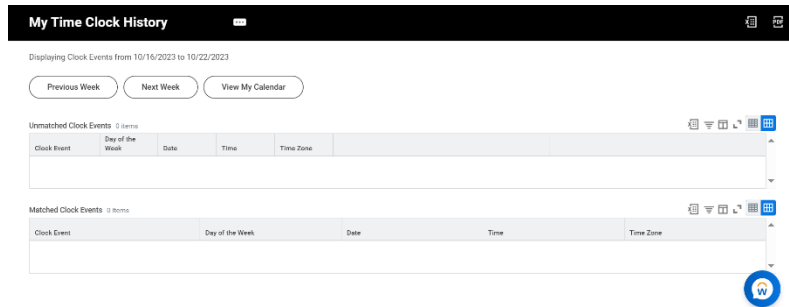 My Time Clock History
PDF
Displaying Clock Events from 10/16/2023 to 10/22/2023
Previous Week Next Week View My Calendar
Unmatched Clock Events 0 items
Clock Event Day of the Week Date Time Time Zone
Matched Clock Events 0 items
Clock Event Day of the Week Date Time Time Zone
w